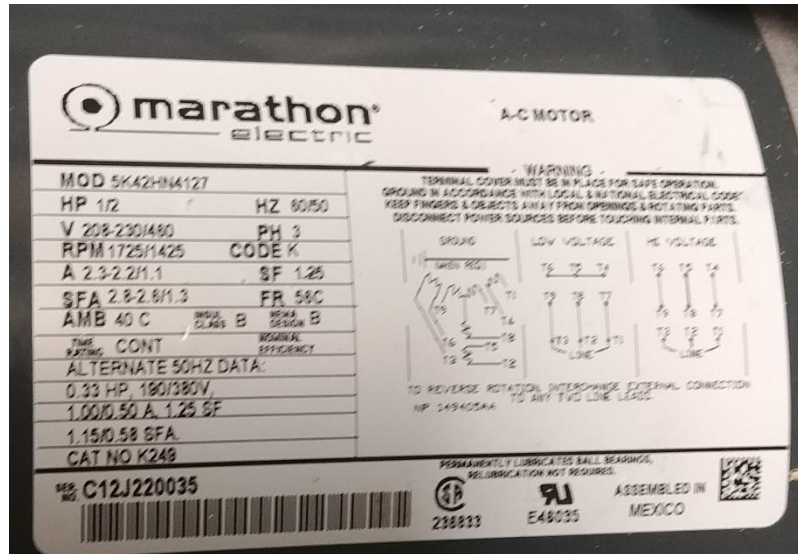 marathon®
electric
A-C MOTOR
MOD 5K42HN4127
HP 1/2 HZ 60/50
V 208-230/460 PH 3
RPM 1725/1425 CODE K
A 2.3-2.2/1.1 SF 1.25
SFA 2.8-2.6/1.3 FR 56C
AMB 40 C INSUL CLASS B NEMA DESIGN B
TIME RATING CONT NOMINAL EFFICIENCY
ALTERNATE 50HZ DATA:
0.33 HP, 190/380V,
1.00/0.50 A, 1.25 SF
1.15/0.58 SFA.
CAT NO K249
SER. NO. C12J220035
WARNING
TERMINAL COVER MUST BE IN PLACE FOR SAFE OPERATION.
GROUND IN ACCORDANCE WITH LOCAL & NATIONAL ELECTRICAL CODE
KEEP FINGERS & OBJECTS AWAY FROM OPENINGS & ROTATING PARTS.
DISCONNECT POWER SOURCES BEFORE TOUCHING INTERNAL PARTS.
GROUND LOW VOLTAGE HI VOLTAGE
T6 T5 T4 T6 T5 T4
T9 T8 T7 T9 T8 T7
T3 T2 T1 T3 T2 T1
LINE LINE
TO REVERSE ROTATION, INTERCHANGE EXTERNAL CONNECTION
TO ANY TWO LINE LEADS.
PERMANENTLY LUBRICATED BALL BEARINGS,
RELUBRICATION NOT REQUIRED.
236833 E48035
ASSEMBLED IN
MEXICO